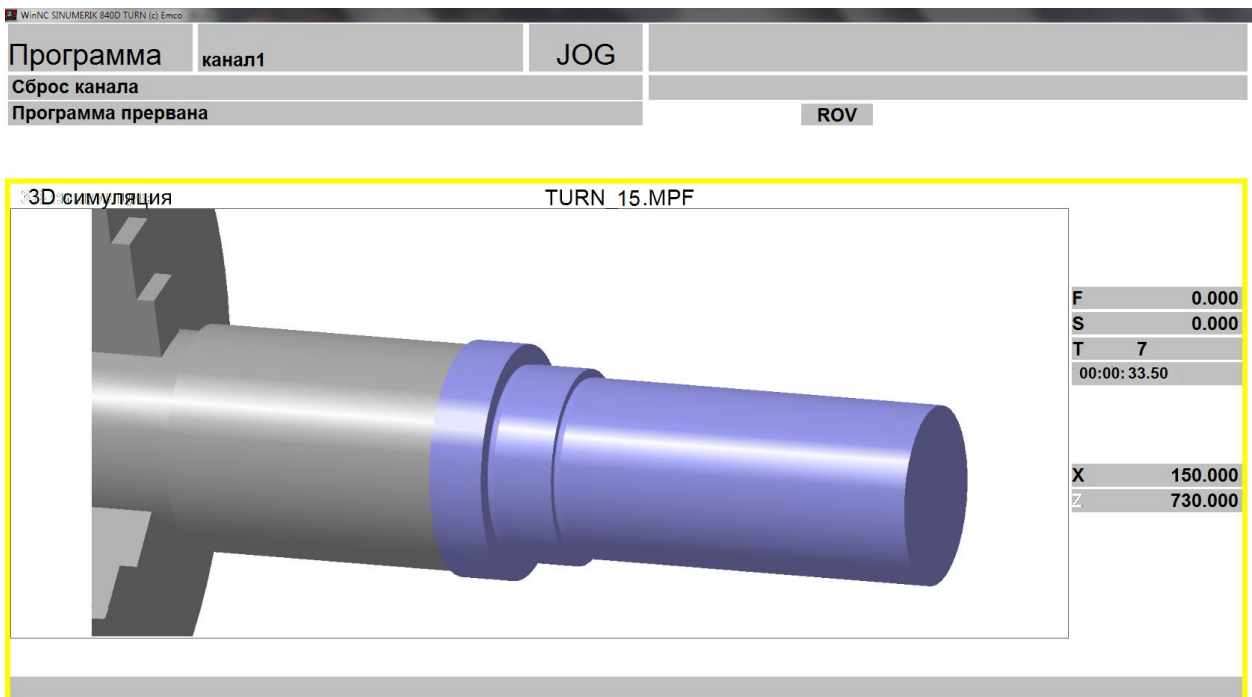 WinNC SINUMERIK 840D TURN (c) Emco
Программа канал1 JOG
Сброс канала
Программа прервана ROV
3D симуляция TURN_15.MPF
F 0.000
S 0.000
T 7
00:00: 33.50
X 150.000
Z 730.000